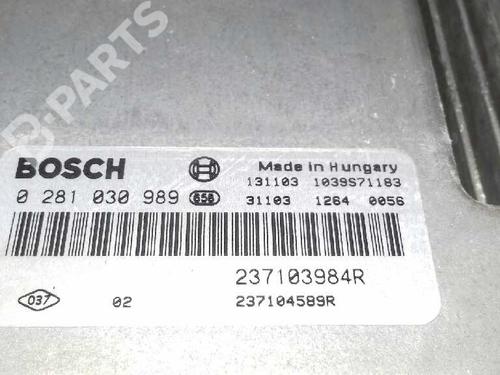 B-PARTS
BOSCH
Made in Hungary
0 281 030 989 658
131103 1039S71183
31103 1264 0056
237103984R
037 02 237104589R